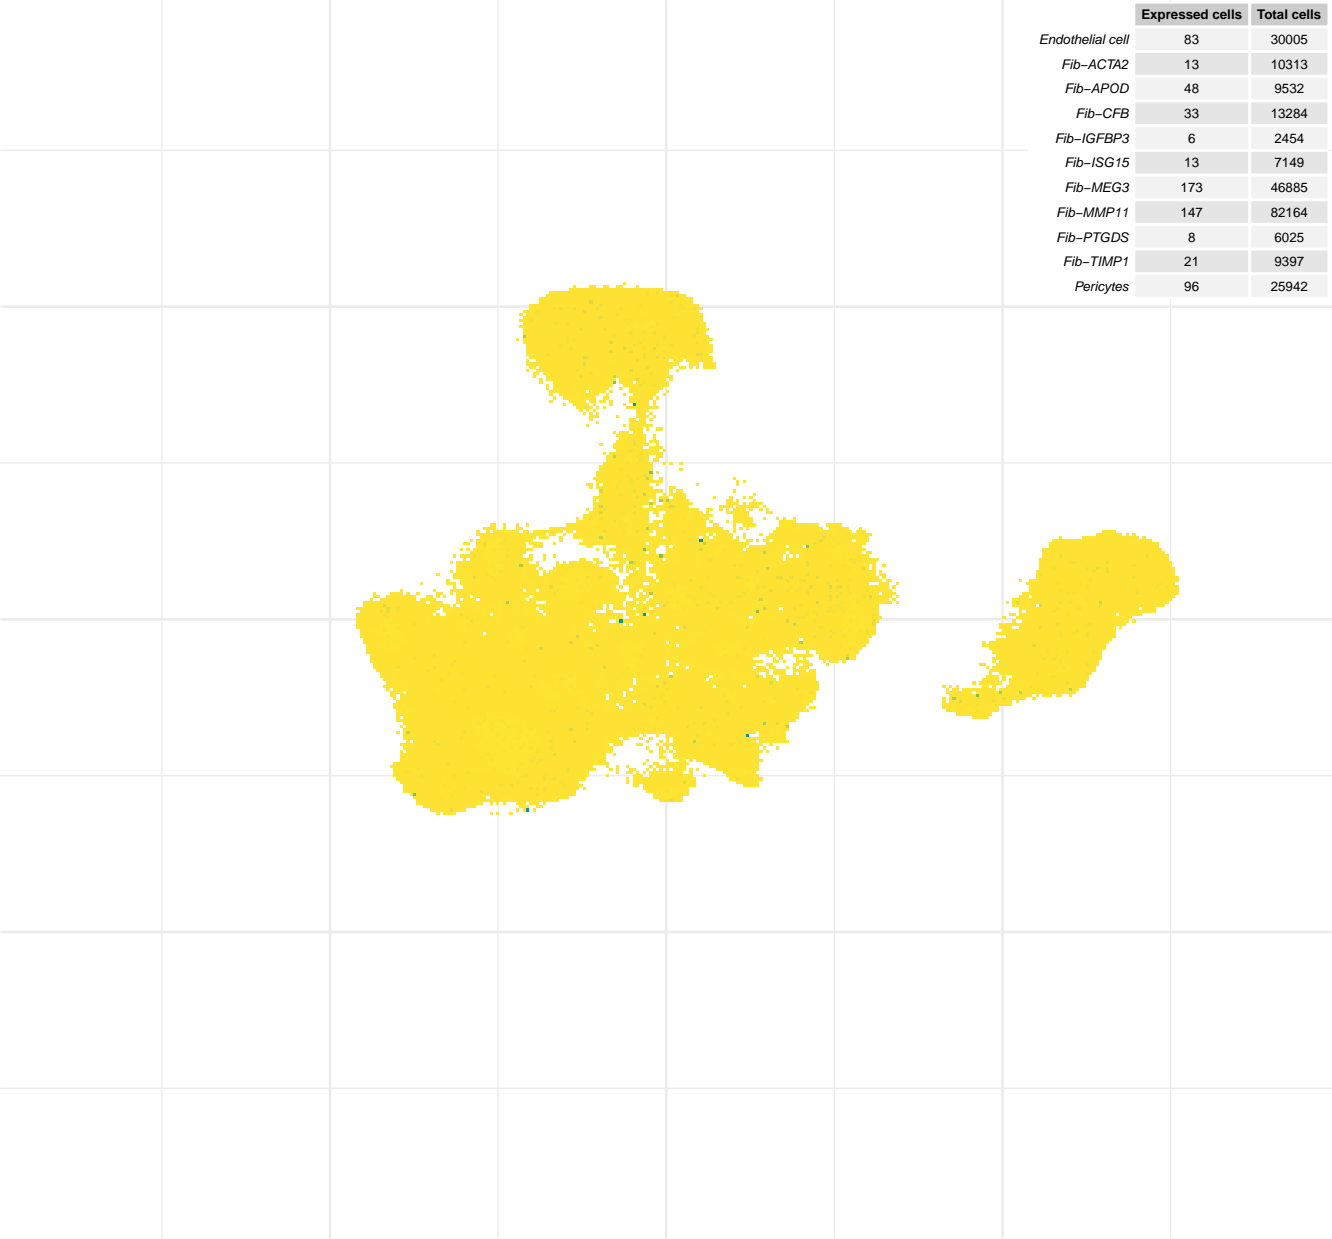 Expressed cells Total cells
Endothelial cell 83 30005
Fib−ACTA2 13 10313
Fib−APOD 48 9532
Fib−CFB 33 13284
Fib−IGFBP3 6 2454
Fib−ISG15 13 7149
Fib−MEG3 173 46885
Fib−MMP11 147 82164
Fib−PTGDS 8 6025
Fib−TIMP1 21 9397
Pericytes 96 25942